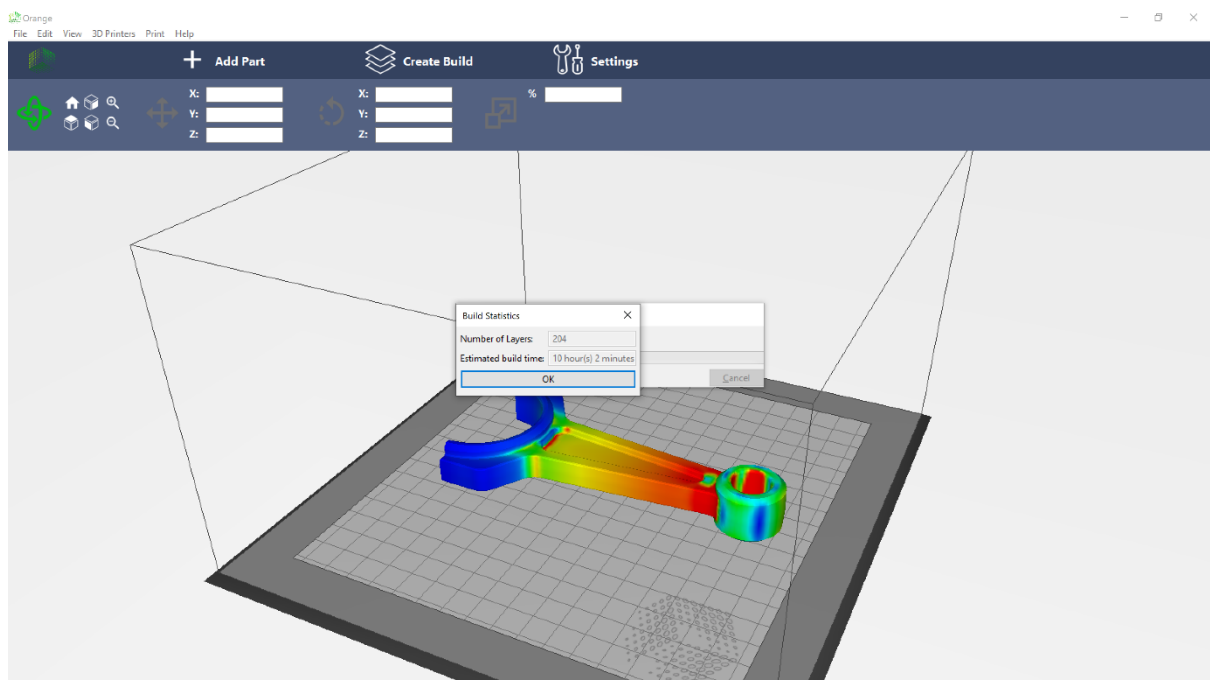 Orange
File Edit View 3D Printers Print Help
Add Part Create Build Settings
X: X: %
Y: Y:
Z: Z:
Build Statistics
Number of Layers: 204
Estimated build time: 10 hour(s) 2 minutes
OK
Cancel